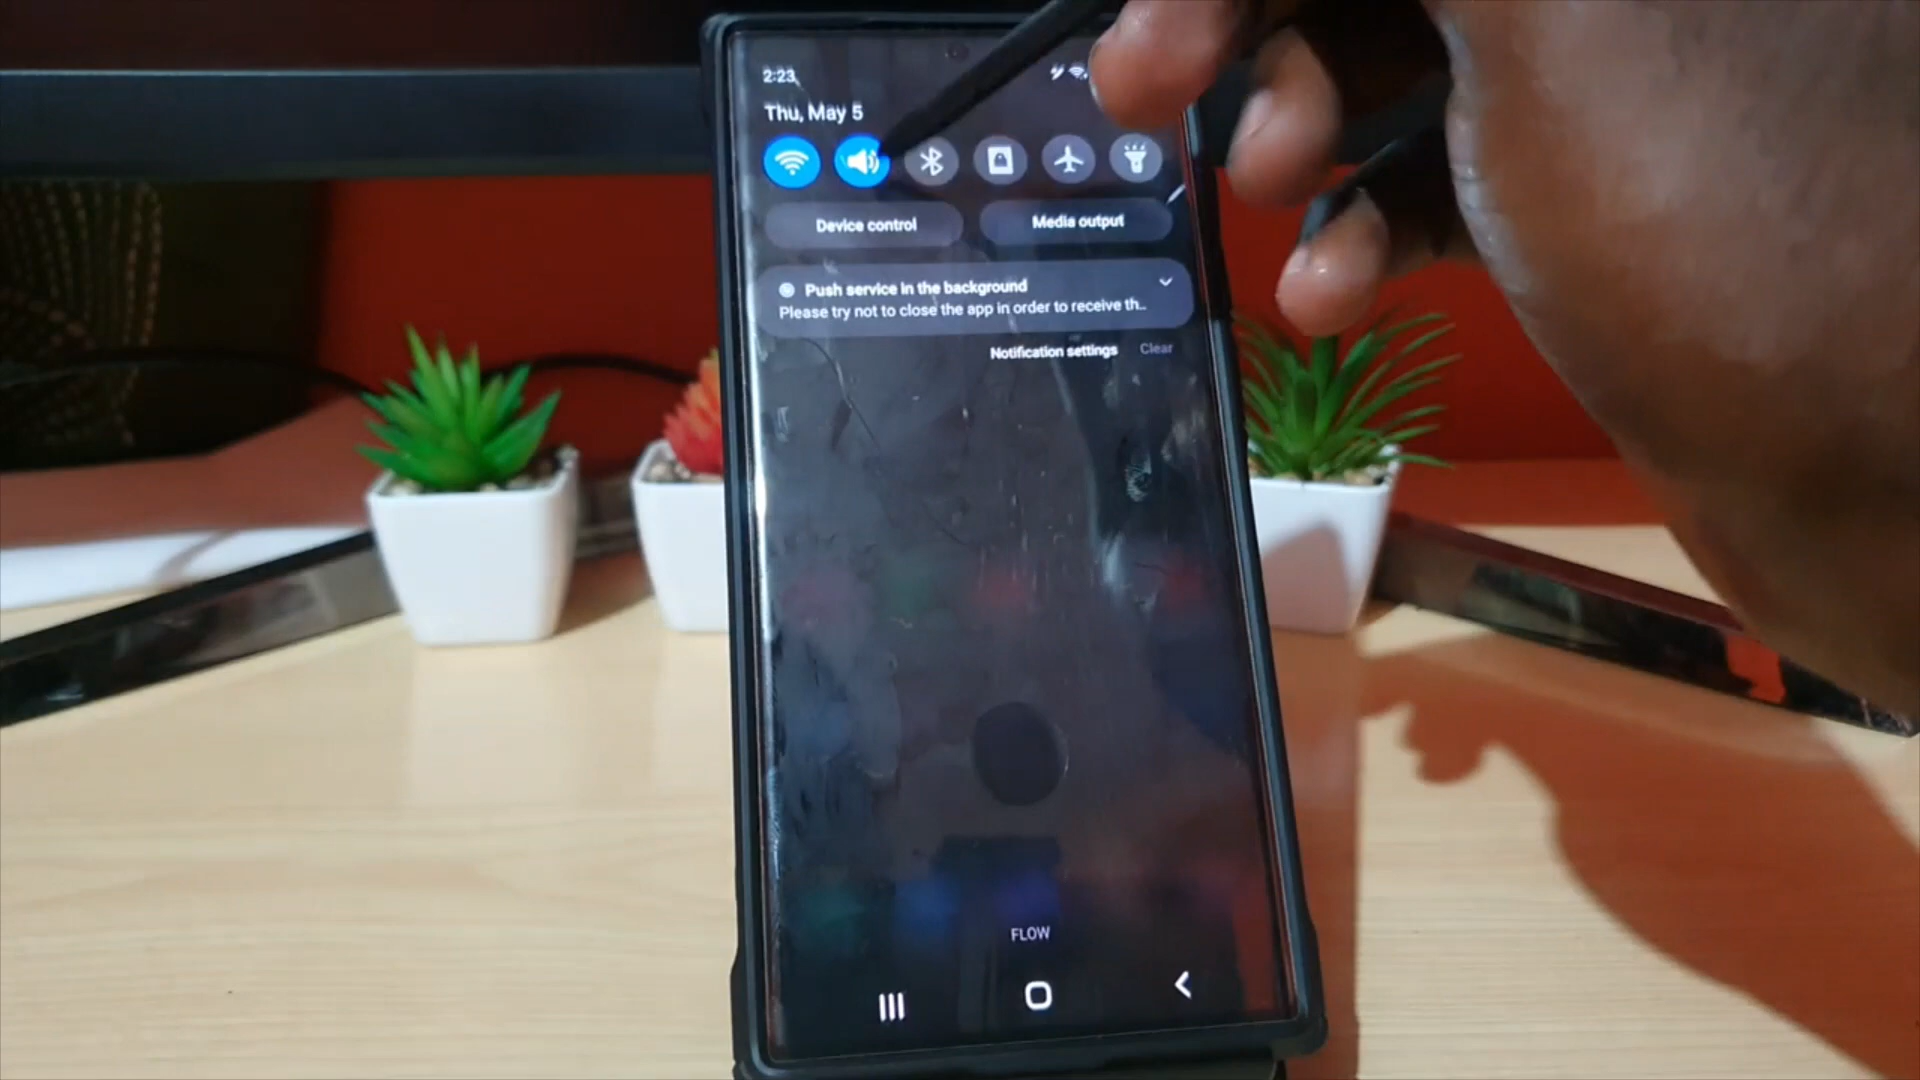 2:23
Thu, May 5
Device control
Media output
Push service in the background
Please try not to close the app in order to receive th..
Notification settings
Clear
FLOW